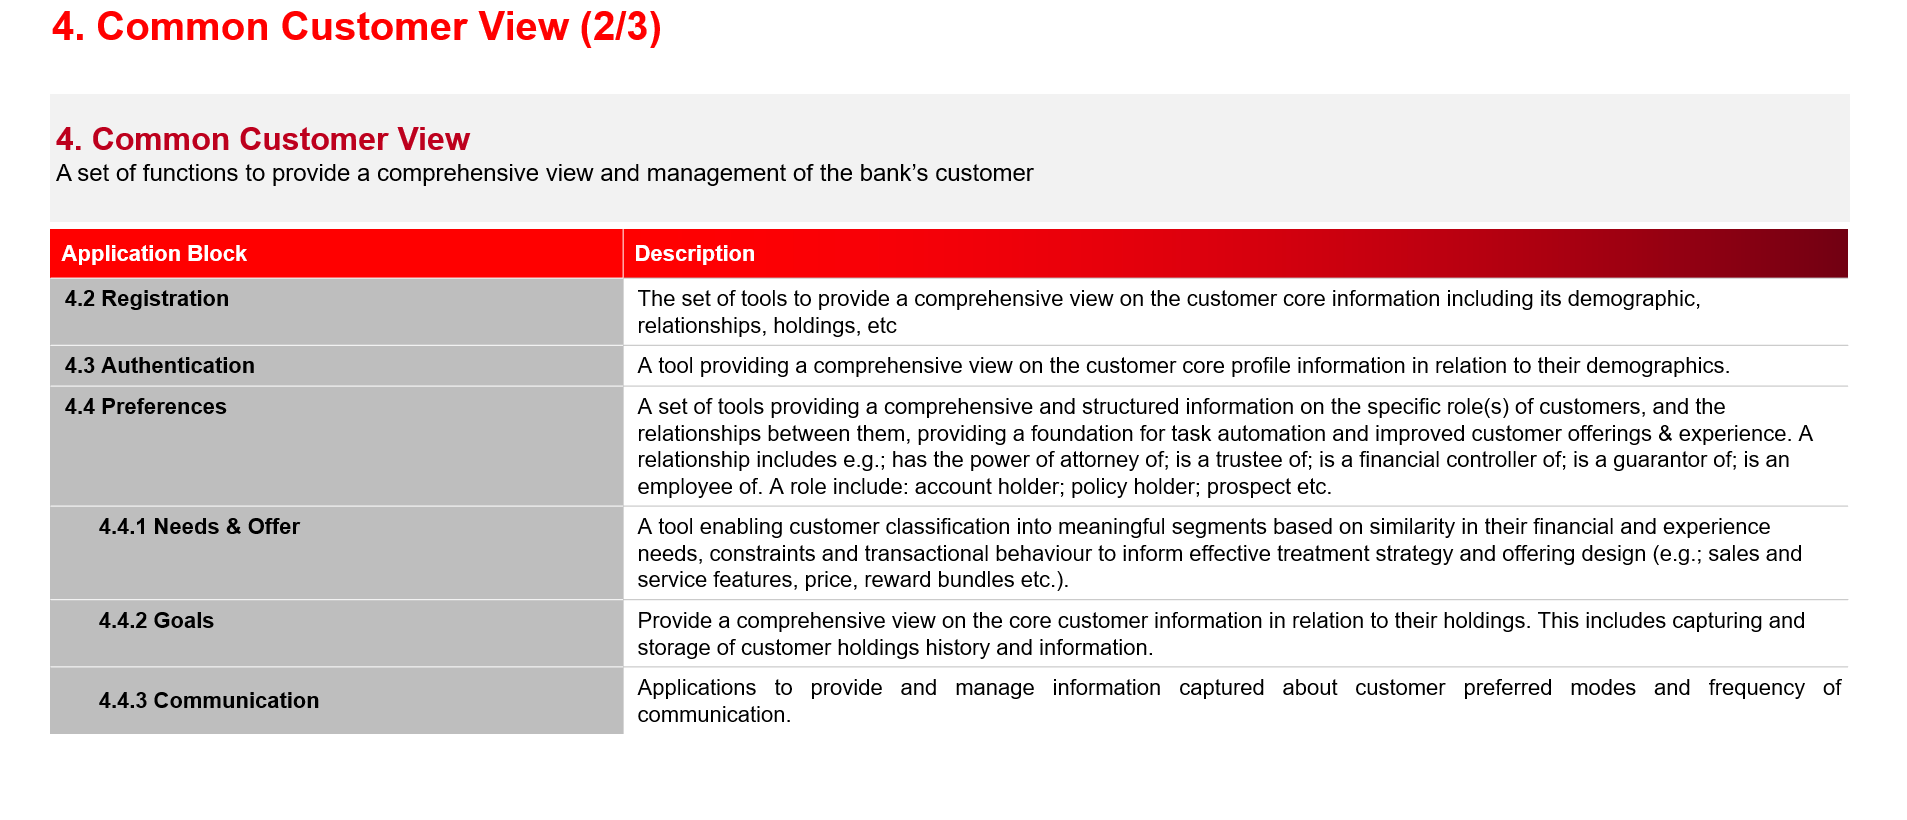 4. Common Customer View (2/3)
4. Common Customer View
A set of functions to provide a comprehensive view and management of the bank’s customer
Application Block
Description
4.2 Registration
The set of tools to provide a comprehensive view on the customer core information including its demographic,
relationships, holdings, etc
4.3 Authentication
A tool providing a comprehensive view on the customer core profile information in relation to their demographics.
4.4 Preferences
A set of tools providing a comprehensive and structured information on the specific role(s) of customers, and the
relationships between them, providing a foundation for task automation and improved customer offerings & experience. A
relationship includes e.g.; has the power of attorney of; is a trustee of; is a financial controller of; is a guarantor of; is an
employee of. A role include: account holder; policy holder; prospect etc.
4.4.1 Needs & Offer
A tool enabling customer classification into meaningful segments based on similarity in their financial and experience
needs, constraints and transactional behaviour to inform effective treatment strategy and offering design (e.g.; sales and
service features, price, reward bundles etc.).
4.4.2 Goals
Provide a comprehensive view on the core customer information in relation to their holdings. This includes capturing and
storage of customer holdings history and information.
4.4.3 Communication
Applications to provide and manage information captured about customer preferred modes and frequency of
communication.